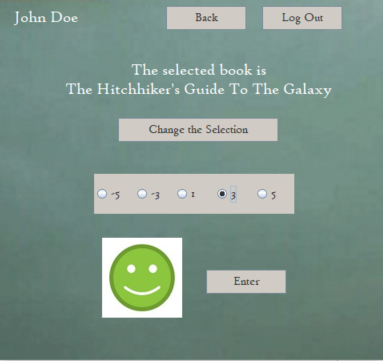 John Doe
Back
Log Out
The selected book is
The Hitchhiker's Guide To The Galaxy
Change the Selection
-5 -3 1 3 5
Enter